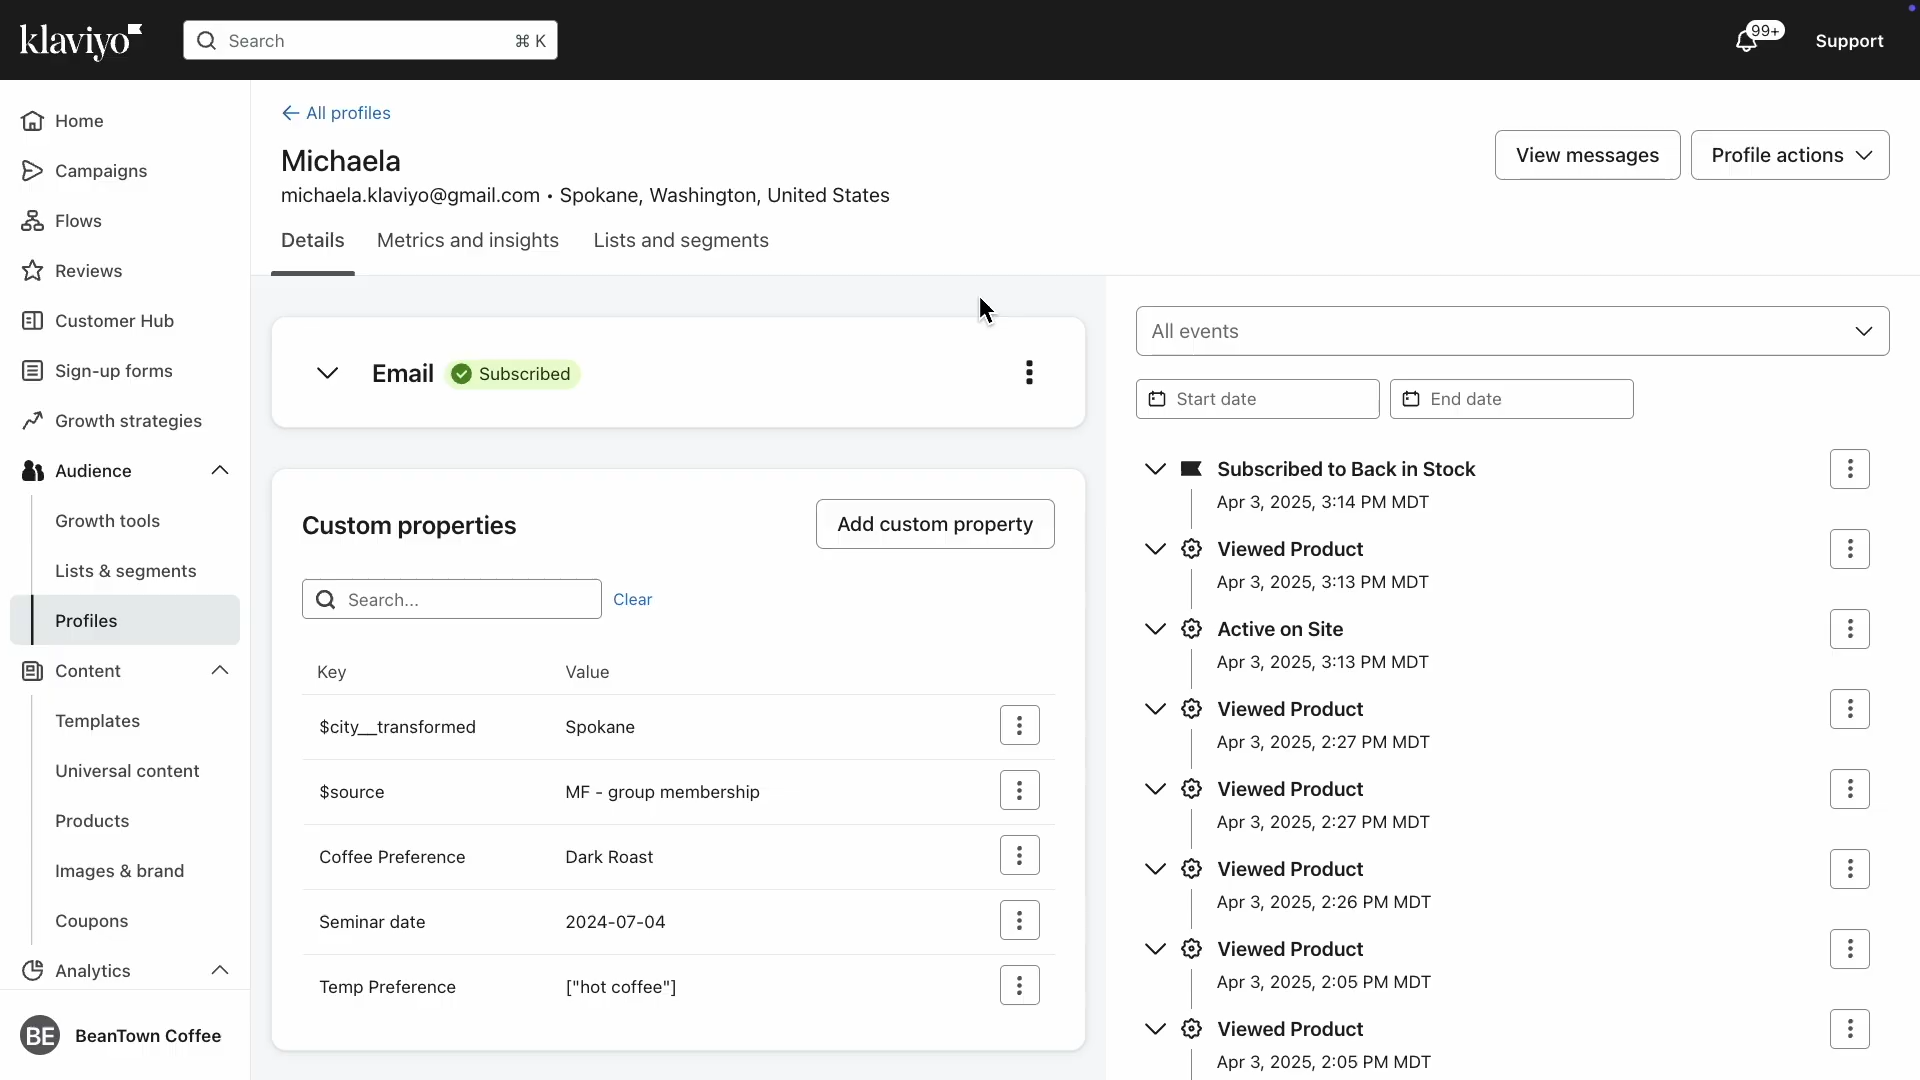 klaviyo
Search
⌘ K
99+
Support
Home
Campaigns
Flows
Reviews
Customer Hub
Sign-up forms
Growth strategies
Audience
Growth tools
Lists & segments
Profiles
Content
Templates
Universal content
Products
Images & brand
Coupons
Analytics
BE
BeanTown Coffee
← All profiles
Michaela
michaela.klaviyo@gmail.com • Spokane, Washington, United States
View messages
Profile actions
Details
Metrics and insights
Lists and segments
Email
Subscribed
Custom properties
Add custom property
Search...
Clear
Key Value
$city__transformed Spokane
$source MF - group membership
Coffee Preference Dark Roast
Seminar date 2024-07-04
Temp Preference ["hot coffee"]
All events
Start date
End date
Subscribed to Back in Stock
Apr 3, 2025, 3:14 PM MDT
Viewed Product
Apr 3, 2025, 3:13 PM MDT
Active on Site
Apr 3, 2025, 3:13 PM MDT
Viewed Product
Apr 3, 2025, 2:27 PM MDT
Viewed Product
Apr 3, 2025, 2:27 PM MDT
Viewed Product
Apr 3, 2025, 2:26 PM MDT
Viewed Product
Apr 3, 2025, 2:05 PM MDT
Viewed Product
Apr 3, 2025, 2:05 PM MDT